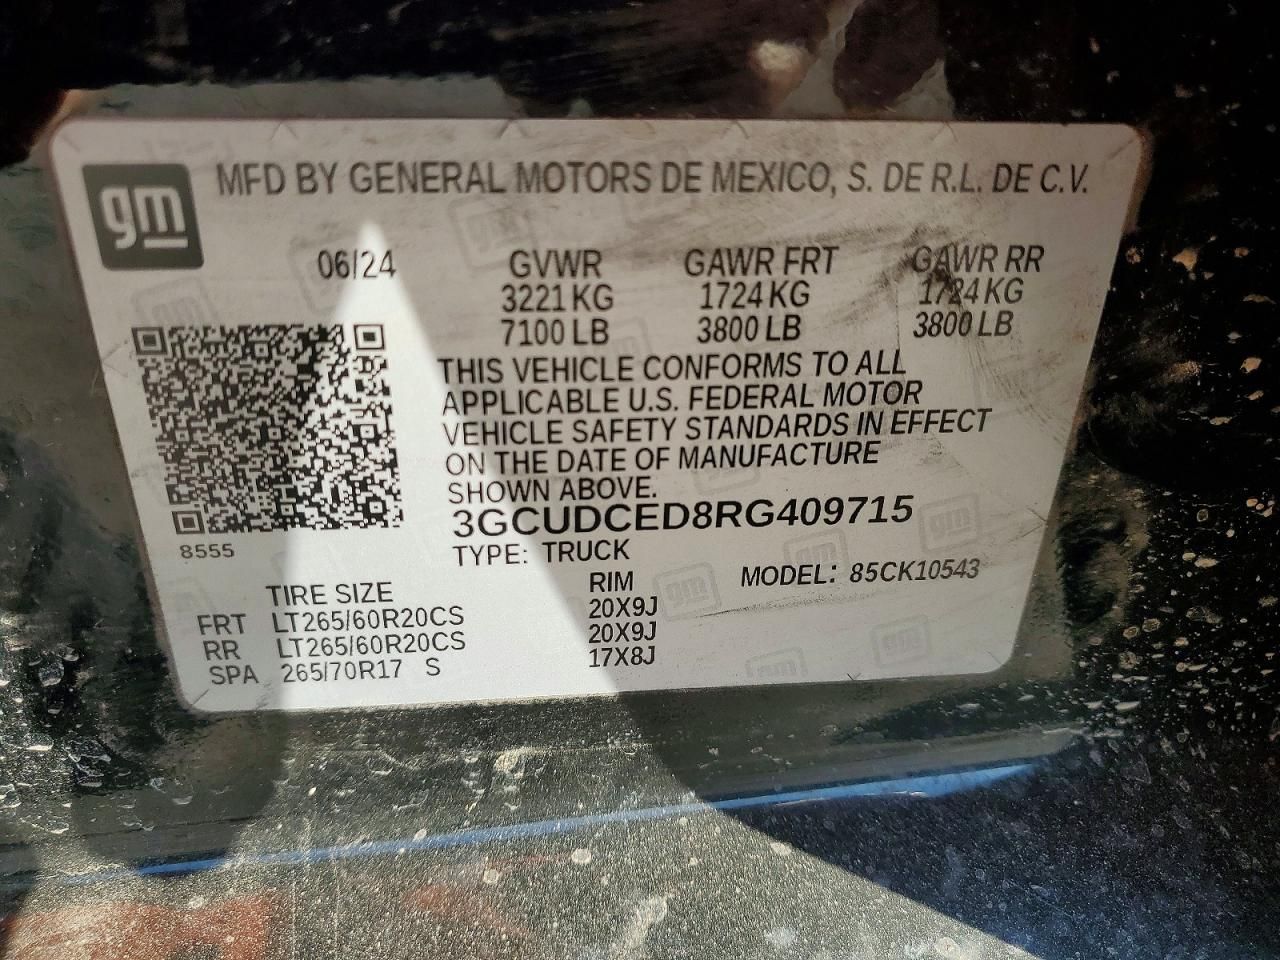 gm MFD BY GENERAL MOTORS DE MEXICO, S. DE R.L. DE C.V.
06/24 GVWR GAWR FRT GAWR RR
3221 KG 1724 KG 1724 KG
7100 LB 3800 LB 3800 LB
THIS VEHICLE CONFORMS TO ALL
APPLICABLE U.S. FEDERAL MOTOR
VEHICLE SAFETY STANDARDS IN EFFECT
ON THE DATE OF MANUFACTURE
SHOWN ABOVE.
3GCUDCED8RG409715
8555
TYPE: TRUCK
MODEL: 85CK10543
TIRE SIZE RIM
FRT LT265/60R20CS 20X9J
RR LT265/60R20CS 20X9J
SPA 265/70R17 S 17X8J